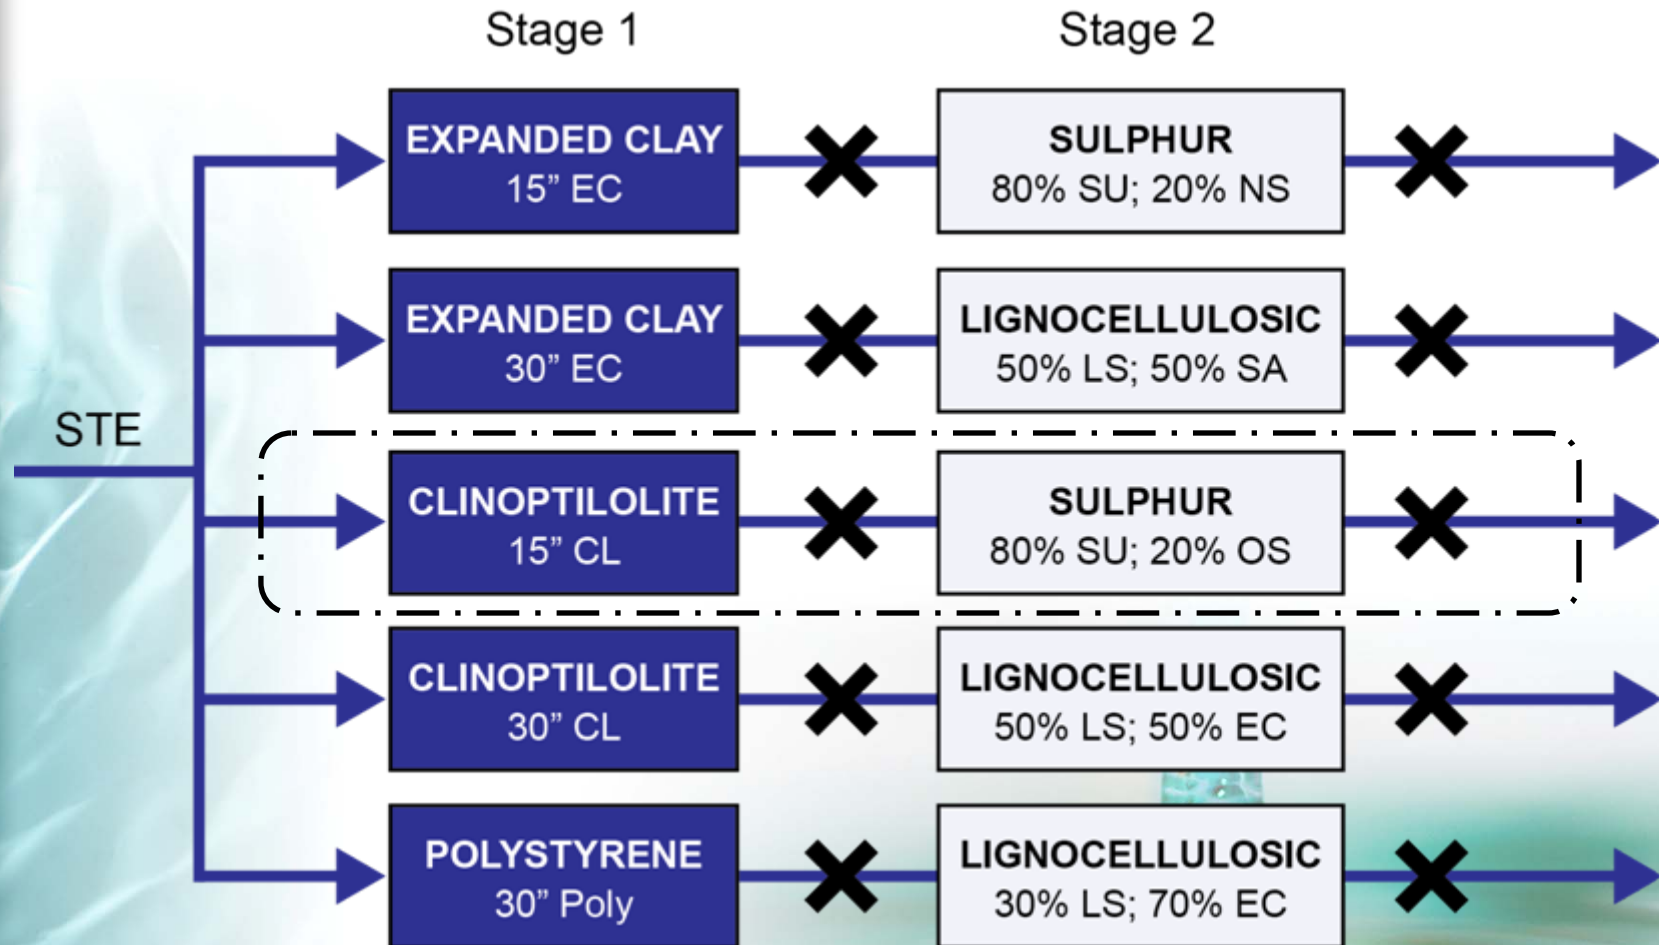 Stage 1
Stage 2
EXPANDED CLAY
15” EC
SULPHUR
80% SU; 20% NS
EXPANDED CLAY
30” EC
LIGNOCELLULOSIC
50% LS; 50% SA
STE
CLINOPTILOLITE
15” CL
SULPHUR
80% SU; 20% OS
CLINOPTILOLITE
30” CL
LIGNOCELLULOSIC
50% LS; 50% EC
POLYSTYRENE
30” Poly
LIGNOCELLULOSIC
30% LS; 70% EC